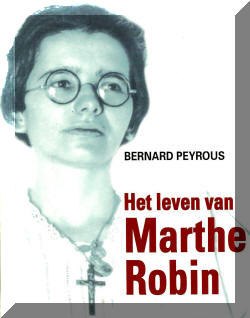 BERNARD PEYROUS
Het leven van
Marthe
Robin